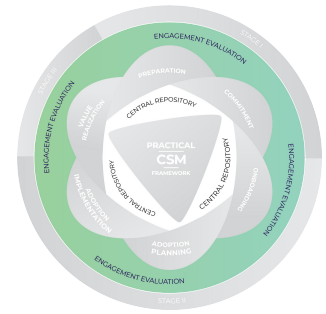 STAGE I
ENGAGEMENT EVALUATION
PREPARATION
COMMITMENT
ONBOARDING
ADOPTION
PLANNING
ADOPTION
IMPLEMENTATION
VALUE
REALIZATION
CENTRAL REPOSITORY
CENTRAL REPOSITORY
CENTRAL REPOSITORY
PRACTICAL
CSM
FRAMEWORK
ENGAGEMENT EVALUATION
ENGAGEMENT EVALUATION
ENGAGEMENT EVALUATION
STAGE II
STAGE III